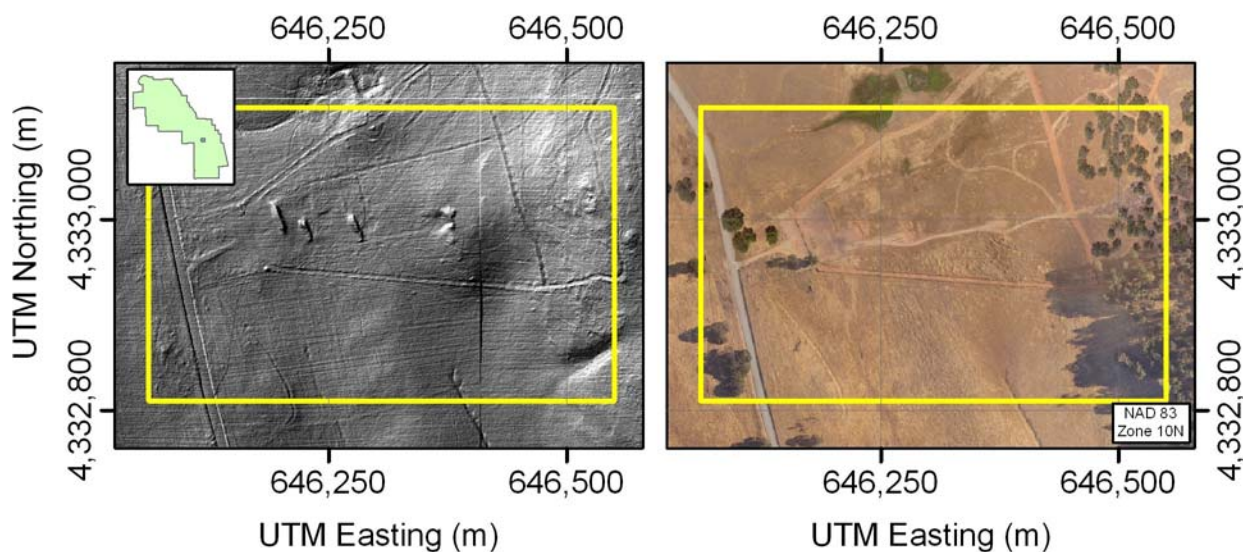 646,250 646,500 646,250 646,500
UTM Northing (m)
4,333,000
4,332,800
4,333,000
4,332,800
NAD 83
Zone 10N
646,250 646,500 646,250 646,500
UTM Easting (m) UTM Easting (m)